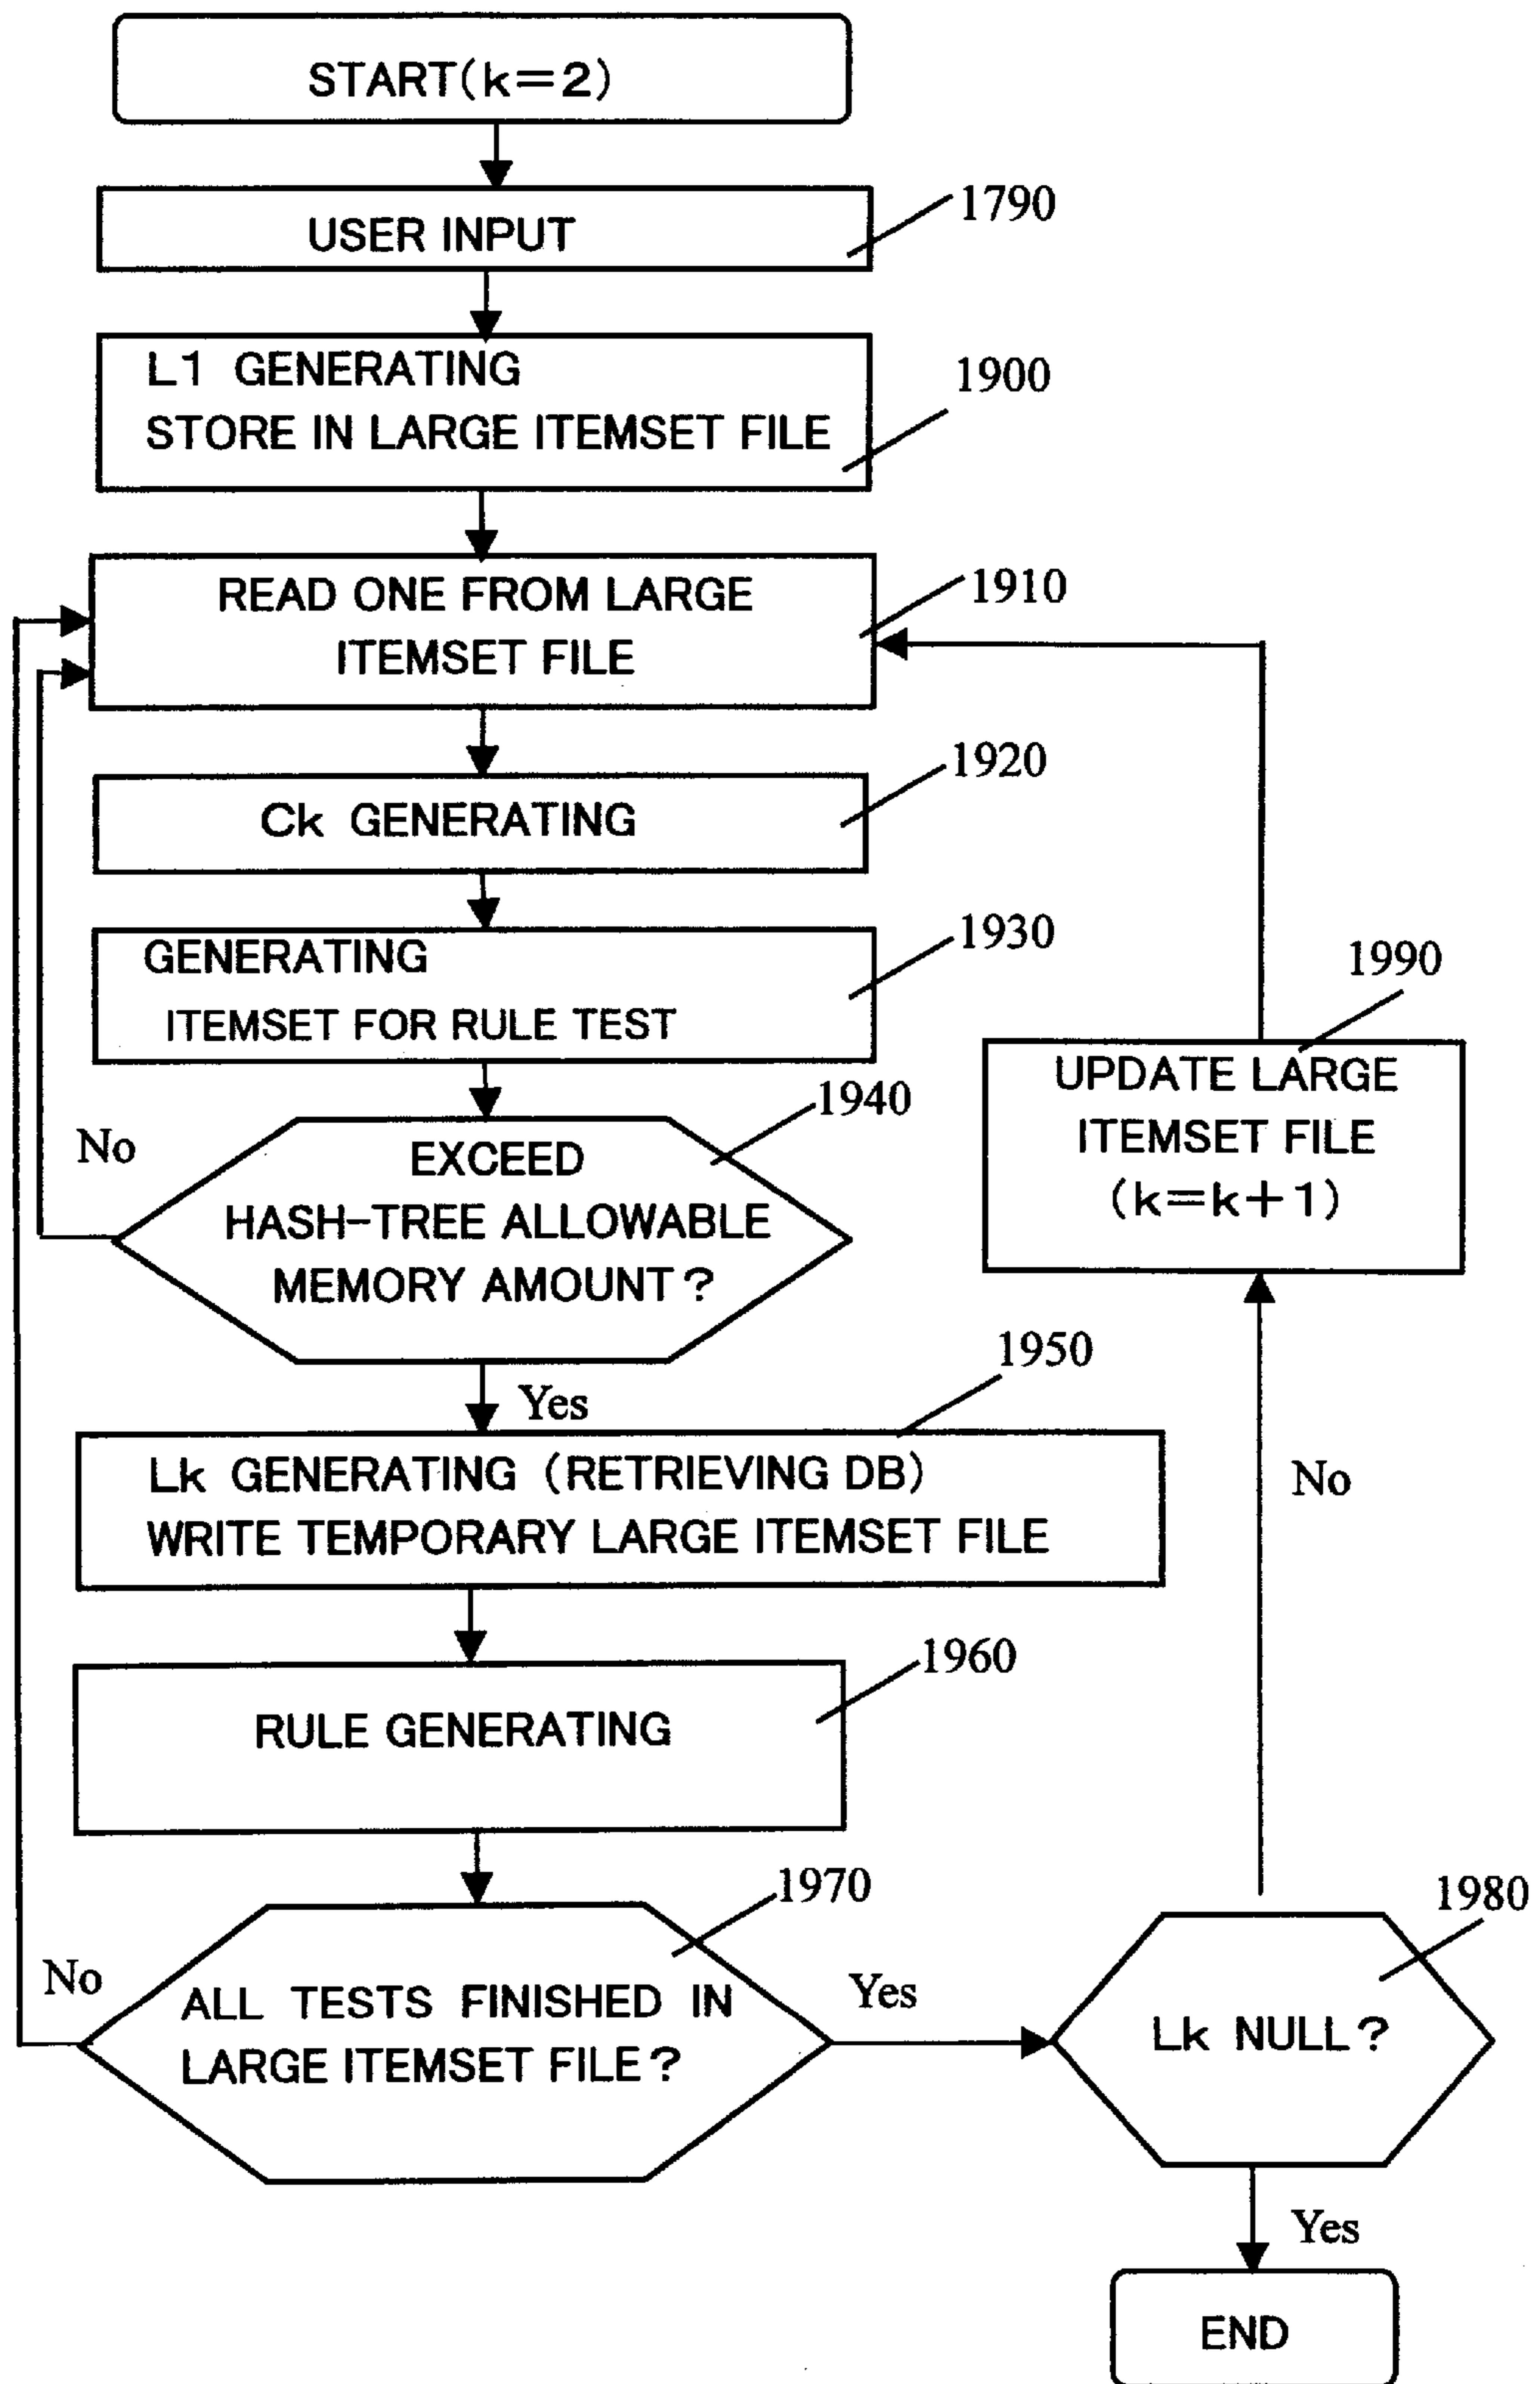 START(k=2)
USER INPUT
1790
L1 GENERATING
STORE IN LARGE ITEMSET FILE
1900
READ ONE FROM LARGE
ITEMSET FILE
1910
Ck GENERATING
1920
GENERATING
ITEMSET FOR RULE TEST
1930
1990
UPDATE LARGE
ITEMSET FILE
(k=k+1)
1940
No
EXCEED
HASH-TREE ALLOWABLE
MEMORY AMOUNT?
Yes
1950
Lk GENERATING (RETRIEVING DB)
WRITE TEMPORARY LARGE ITEMSET FILE
No
1960
RULE GENERATING
1970
No
ALL TESTS FINISHED IN
LARGE ITEMSET FILE?
Yes
1980
Lk NULL?
Yes
END